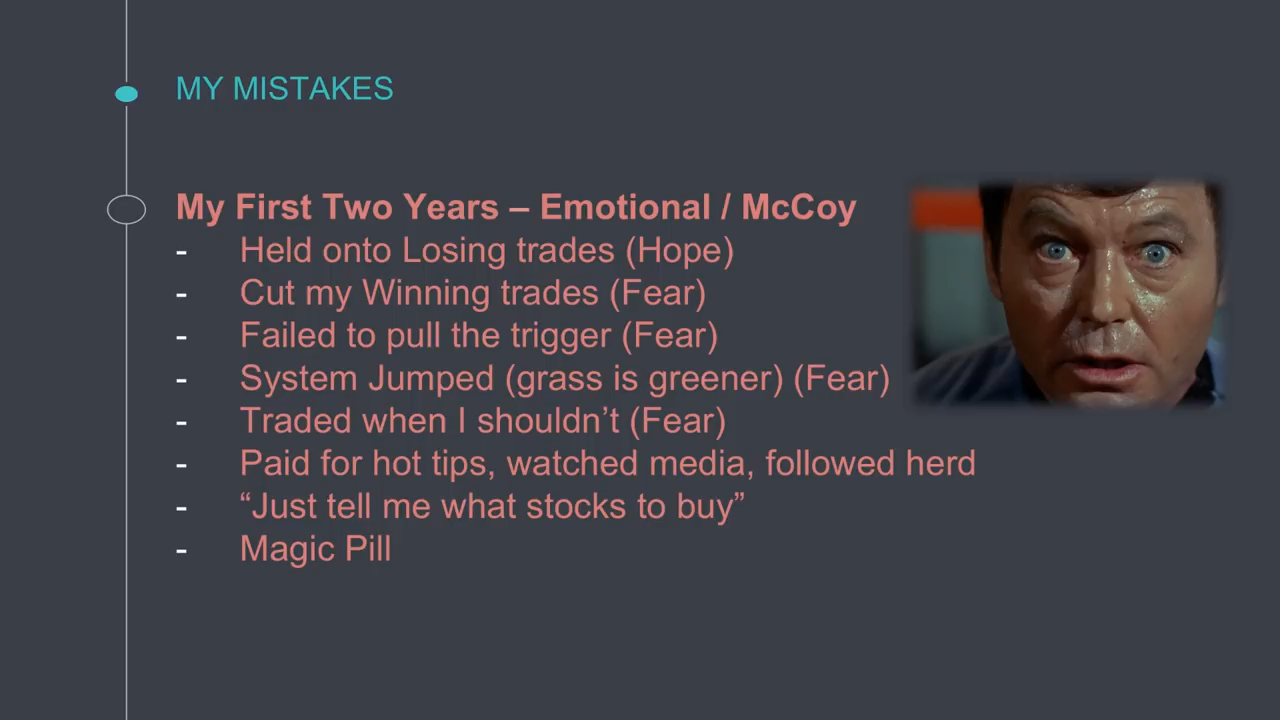 MY MISTAKES
My First Two Years – Emotional / McCoy
- Held onto Losing trades (Hope)
- Cut my Winning trades (Fear)
- Failed to pull the trigger (Fear)
- System Jumped (grass is greener) (Fear)
- Traded when I shouldn’t (Fear)
- Paid for hot tips, watched media, followed herd
- “Just tell me what stocks to buy”
- Magic Pill